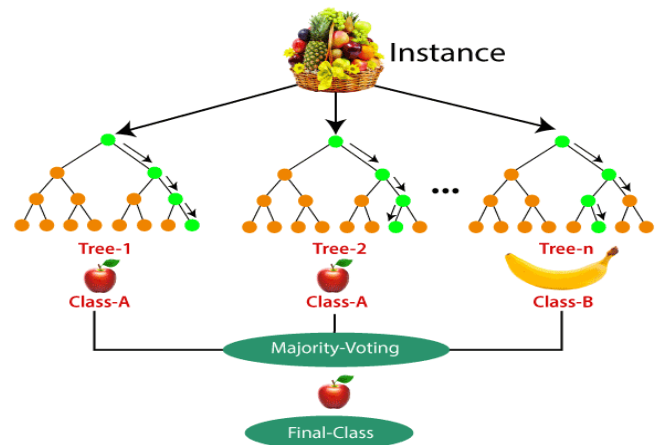 Instance
...
Tree-1
Tree-2
Tree-n
Class-A
Class-A
Class-B
Majority-Voting
Final-Class